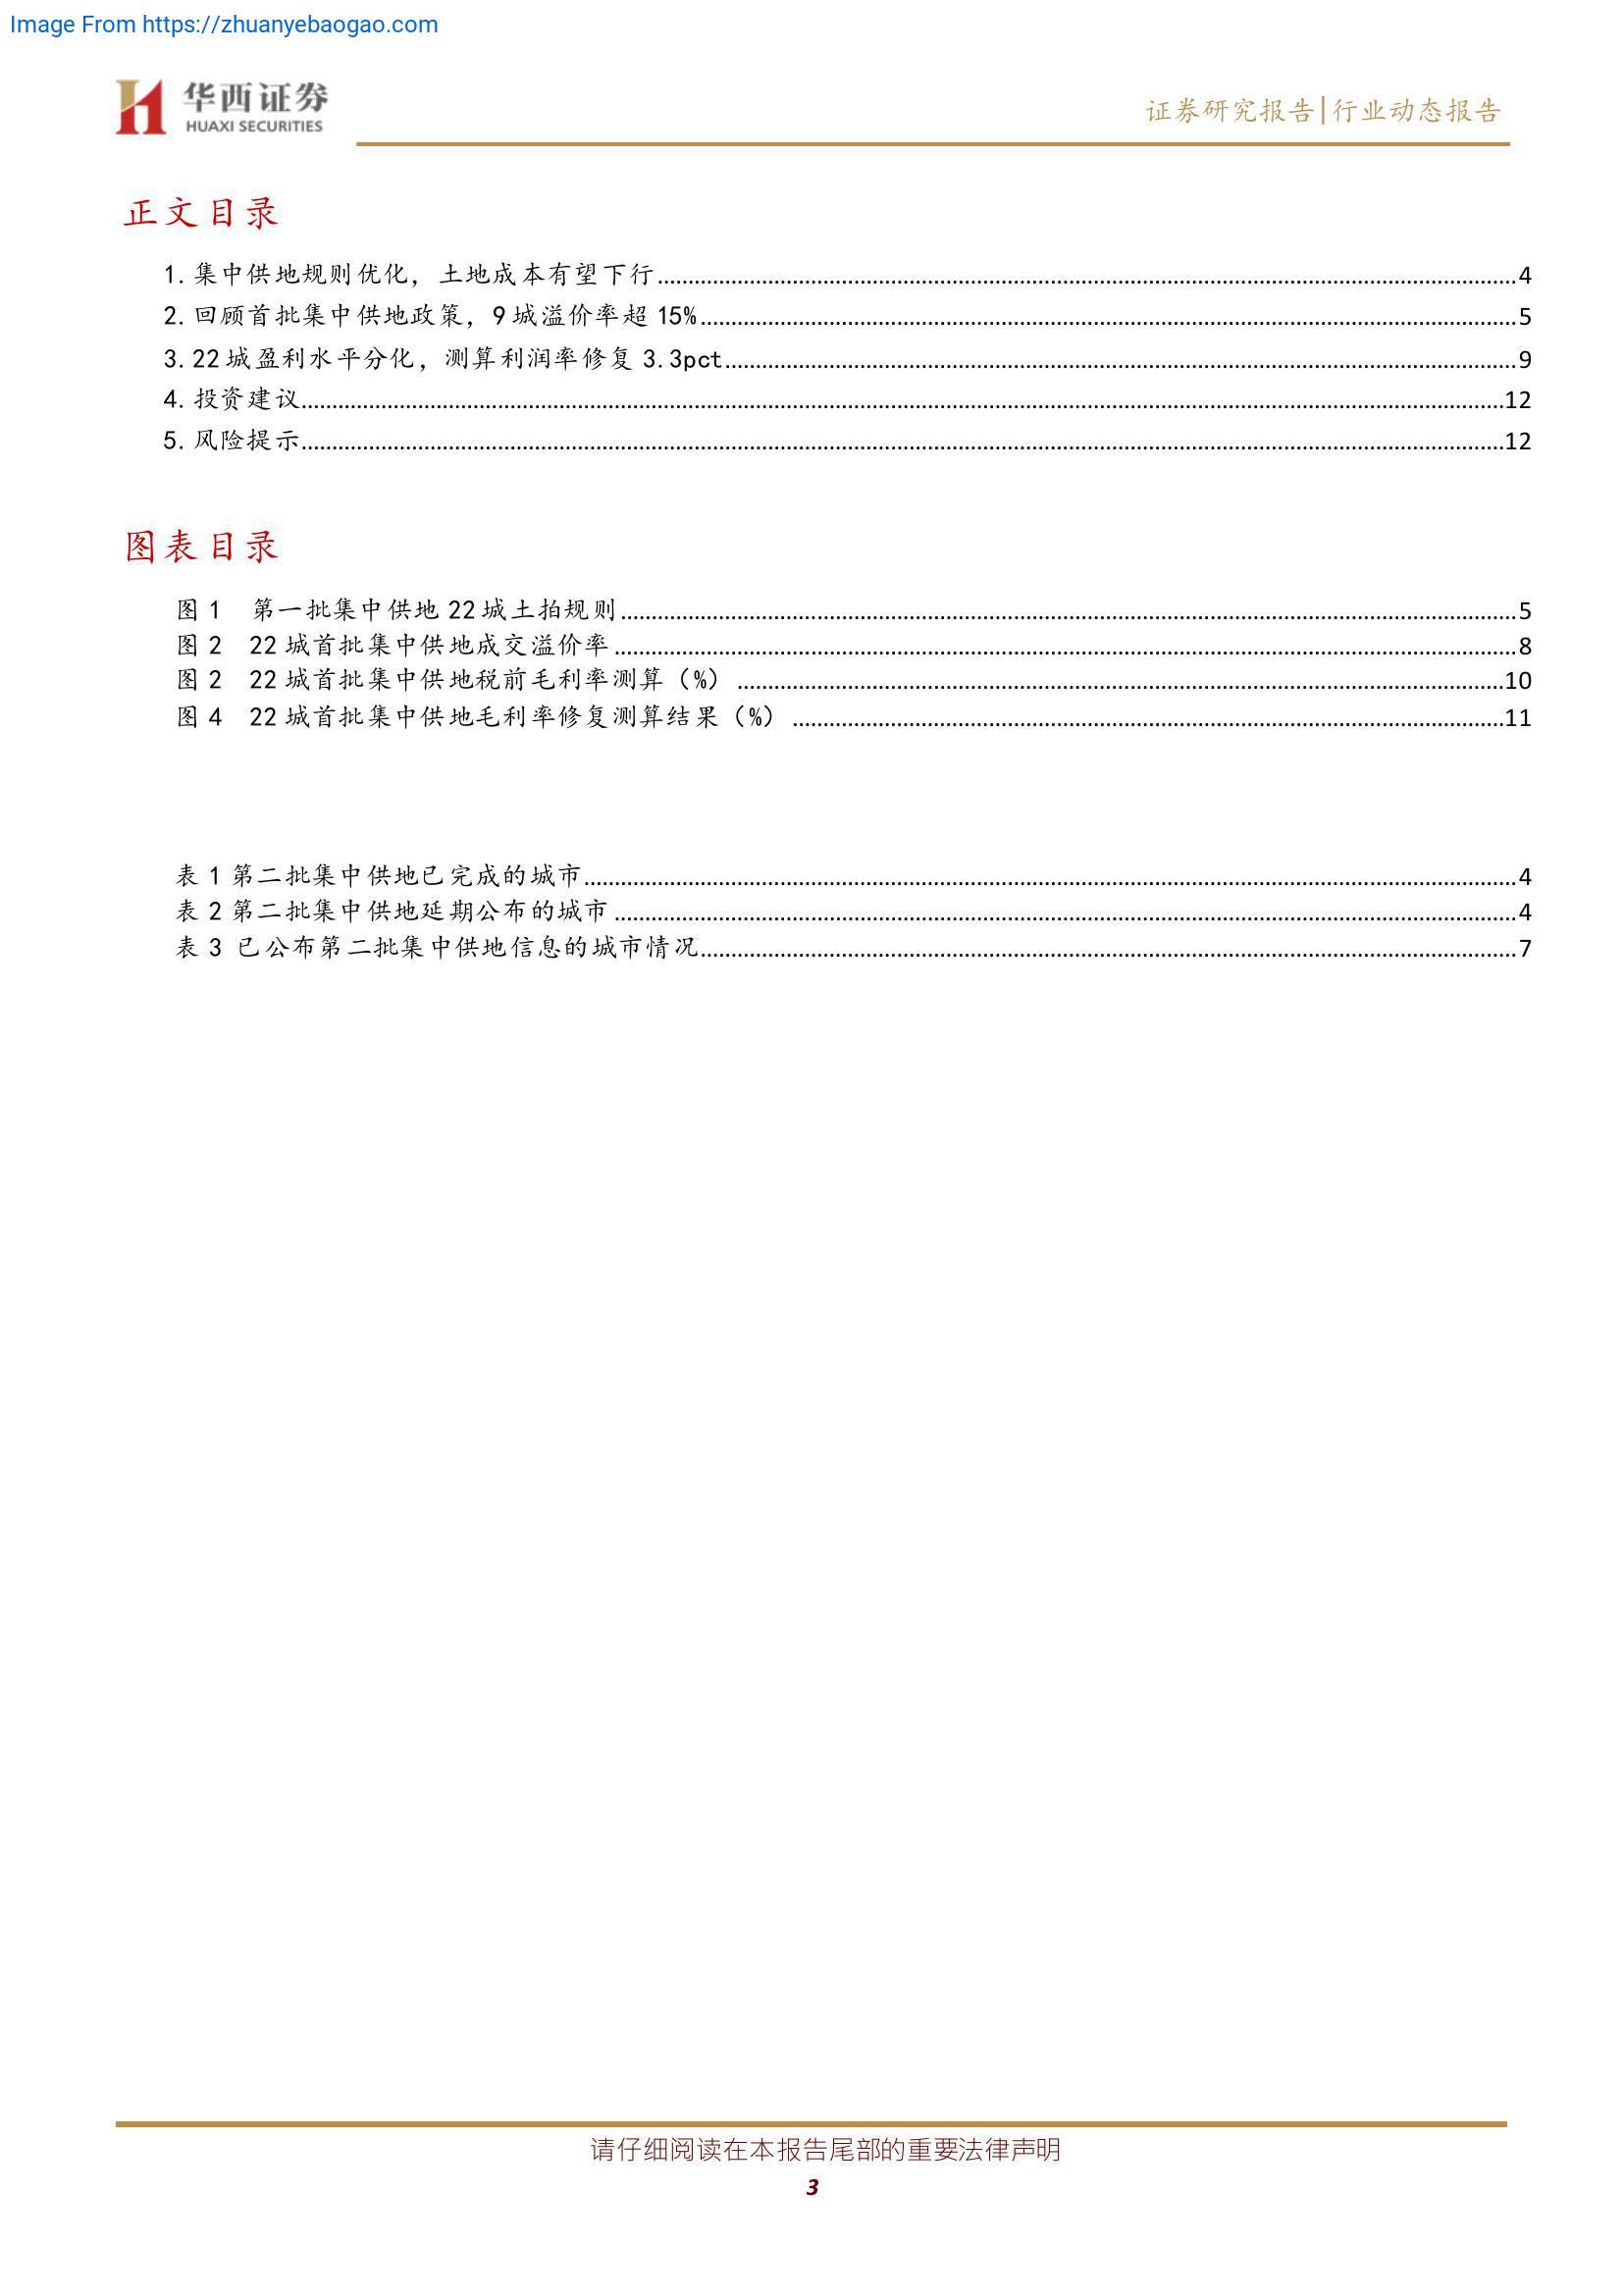 Image From https://zhuanyebaogao.com
华西证券
HUAXI SECURITIES
证券研究报告|行业动态报告
正文目录
1.集中供地规则优化，土地成本有望下行........4
2.回顾首批集中供地政策，9城溢价率超15%........5
3.22城盈利水平分化，测算利润率修复3.3pct........9
4.投资建议........12
5.风险提示........12
图表目录
图 1 第一批集中供地22城土拍规则........5
图 2 22城首批集中供地成交溢价率........8
图 2 22城首批集中供地税前毛利率测算（%）........10
图 4 22城首批集中供地毛利率修复测算结果（%）........11
表 1 第二批集中供地已完成的城市........4
表 2 第二批集中供地延期公布的城市........4
表 3 已公布第二批集中供地信息的城市情况........7
请仔细阅读在本报告尾部的重要法律声明
3